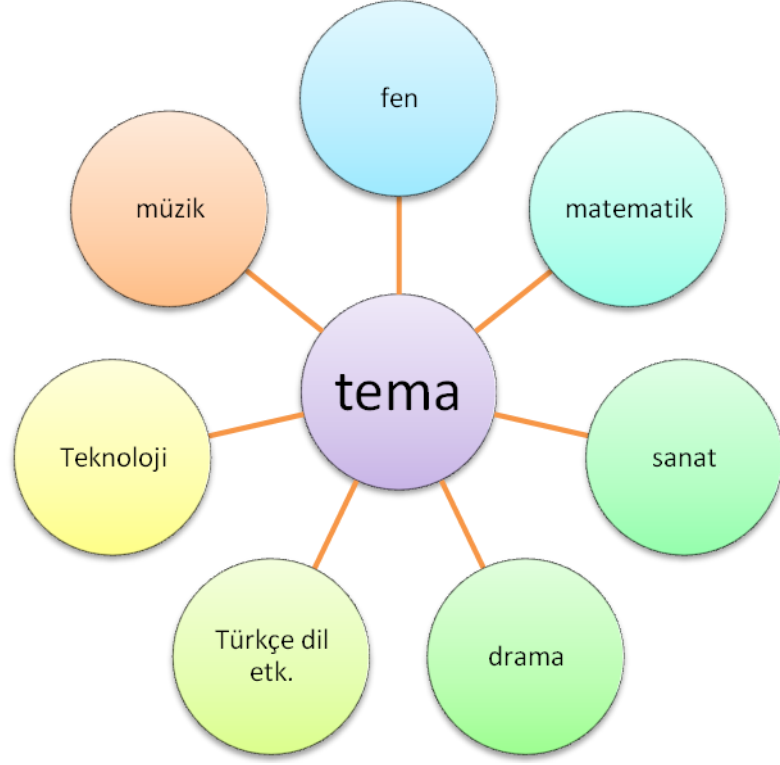 fen
müzik
matematik
tema
Teknoloji
sanat
Türkçe dil
etk.
drama